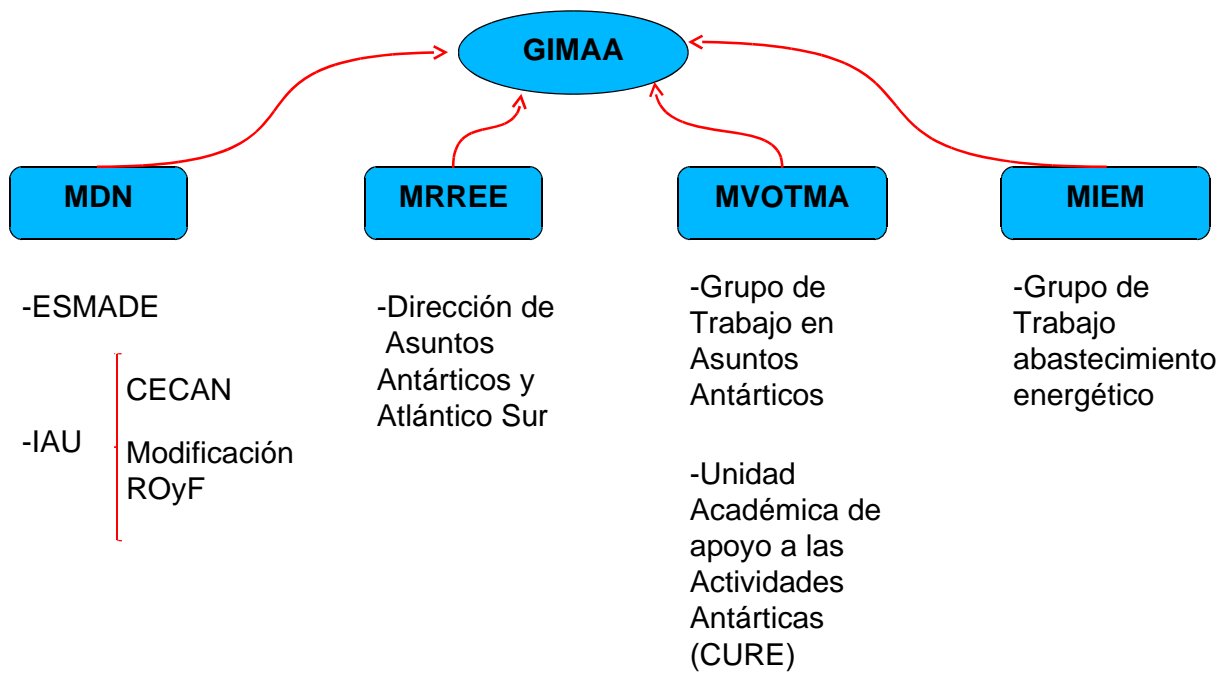 GIMAA
MDN
MRREE
MVOTMA
MIEM
-ESMADE
-IAU
CECAN
Modificación
ROyF
-Dirección de
Asuntos
Antárticos y
Atlántico Sur
-Grupo de
Trabajo en
Asuntos
Antárticos
-Unidad
Académica de
apoyo a las
Actividades
Antárticas
(CURE)
-Grupo de
Trabajo
abastecimiento
energético